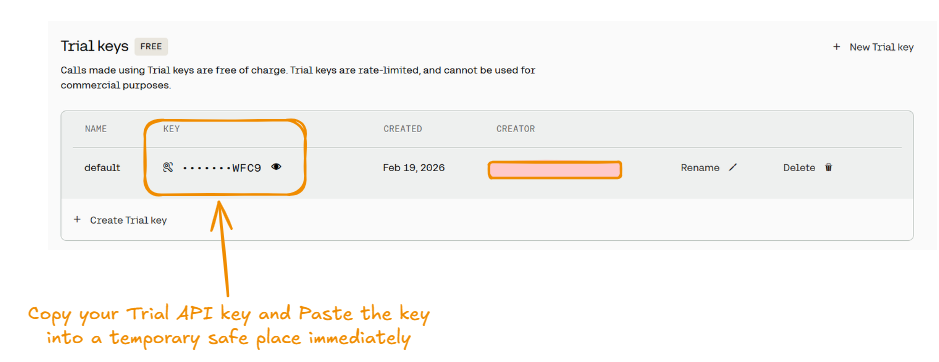 Trial keys FREE
+ New Trial key
Calls made using Trial keys are free of charge. Trial keys are rate-limited, and cannot be used for
commercial purposes.
NAME KEY CREATED CREATOR
default •••••••WFC9 Feb 19, 2026 Rename Delete
+ Create Trial key
Copy your Trial API key and Paste the key
into a temporary safe place immediately